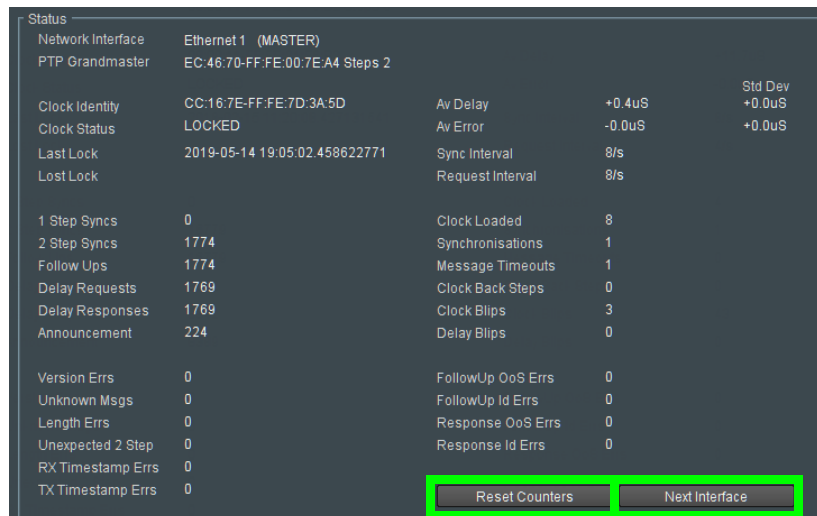 Status
Network Interface Ethernet 1 (MASTER)
PTP Grandmaster EC:46:70-FF:FE:00:7E:A4 Steps 2
Std Dev
Clock Identity CC:16:7E-FF:FE:7D:3A:5D Av Delay +0.4uS +0.0uS
Clock Status LOCKED Av Error -0.0uS +0.0uS
Last Lock 2019-05-14 19:05:02.458622771 Sync Interval 8/s
Lost Lock Request Interval 8/s
1 Step Syncs 0 Clock Loaded 8
2 Step Syncs 1774 Synchronisations 1
Follow Ups 1774 Message Timeouts 1
Delay Requests 1769 Clock Back Steps 0
Delay Responses 1769 Clock Blips 3
Announcement 224 Delay Blips 0
Version Errs 0 FollowUp OoS Errs 0
Unknown Msgs 0 FollowUp Id Errs 0
Length Errs 0 Response OoS Errs 0
Unexpected 2 Step 0 Response Id Errs 0
RX Timestamp Errs 0
TX Timestamp Errs 0 Reset Counters Next Interface